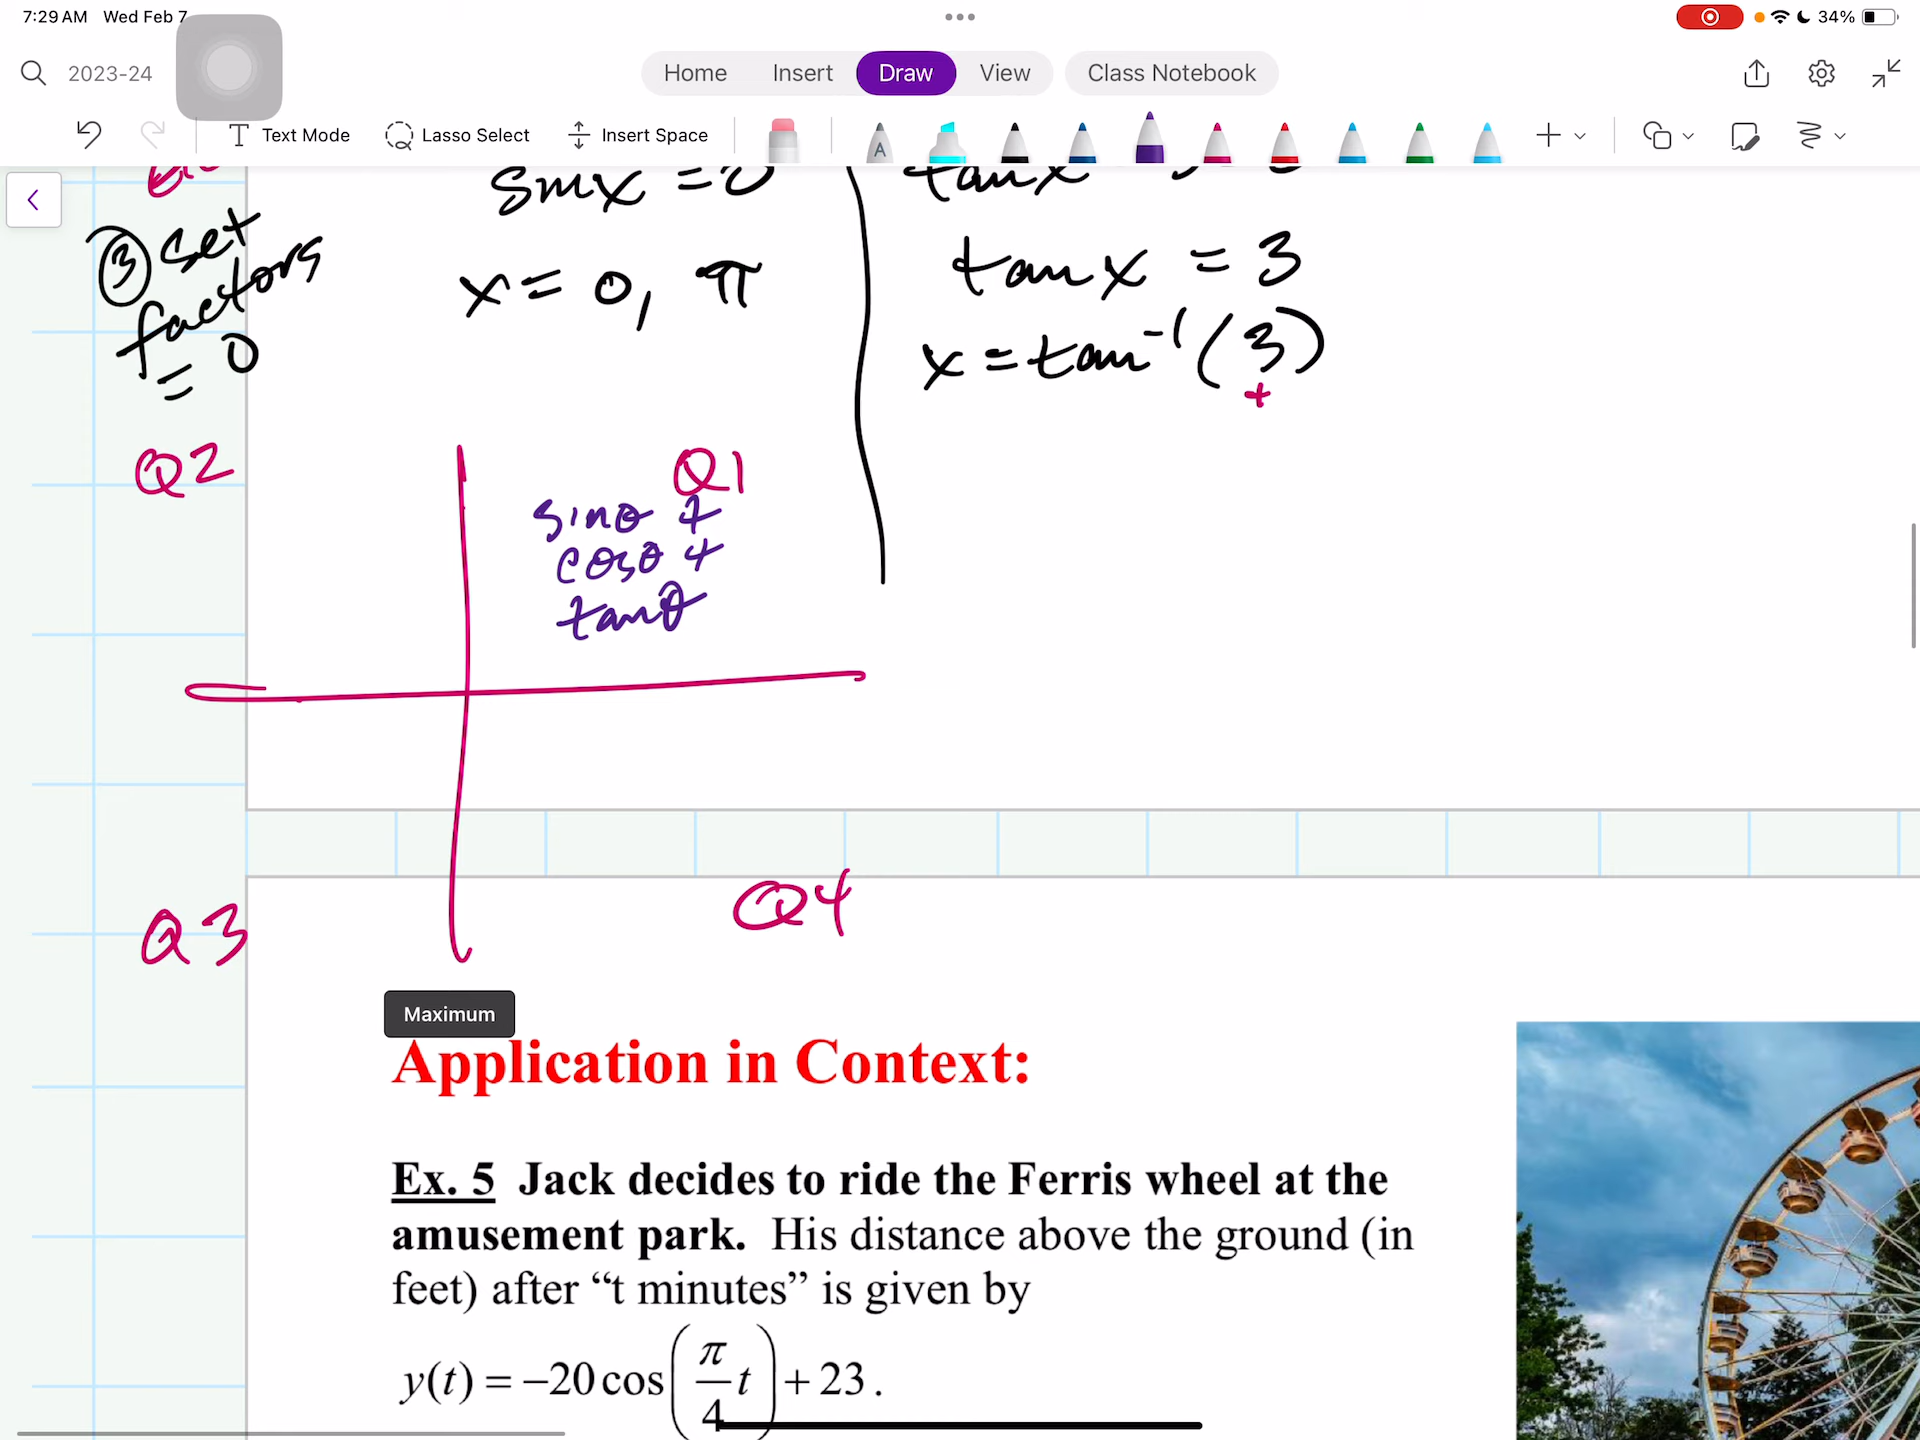 7:29 AM Wed Feb 7
34%
2023-24
Home Insert Draw View Class Notebook
Text Mode Lasso Select Insert Space
A
sinx = 0
x = 0, π
tanx = 3
x = tan⁻¹(3)
+
③ Set
factors
= 0
Q2
Q1
sinθ +
cosθ +
tanθ
Q3
Q4
Maximum
Application in Context:
Ex. 5 Jack decides to ride the Ferris wheel at the
amusement park. His distance above the ground (in
feet) after “t minutes” is given by
y(t) = −20 cos(π/4 t) + 23.